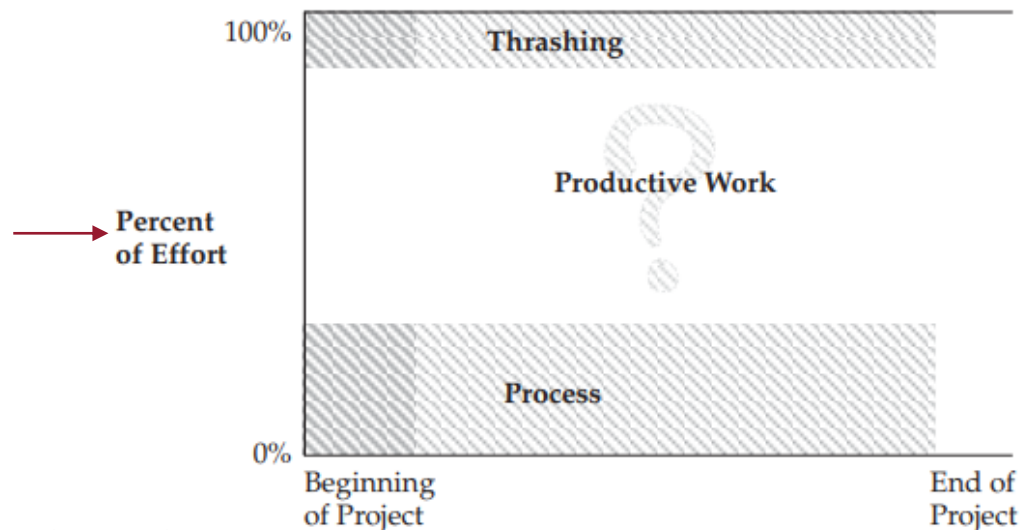 100%
Thrashing
Productive Work
?
Percent
of Effort
Process
0%
Beginning
of Project
End of
Project